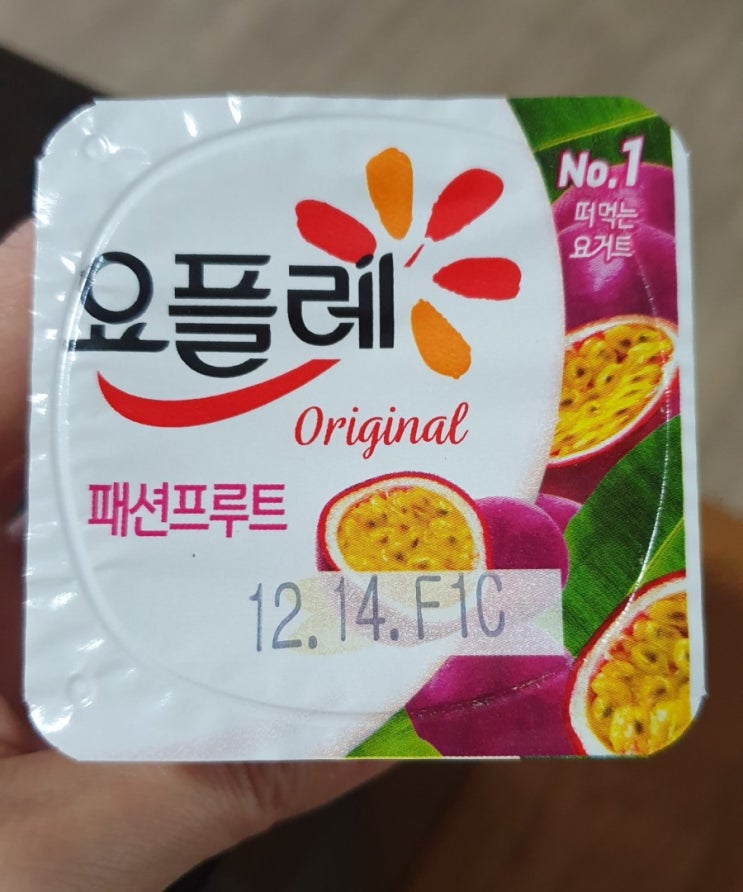 No.1
떠먹는
요거트
요플레
Original
패션프루트
12.14.F1C